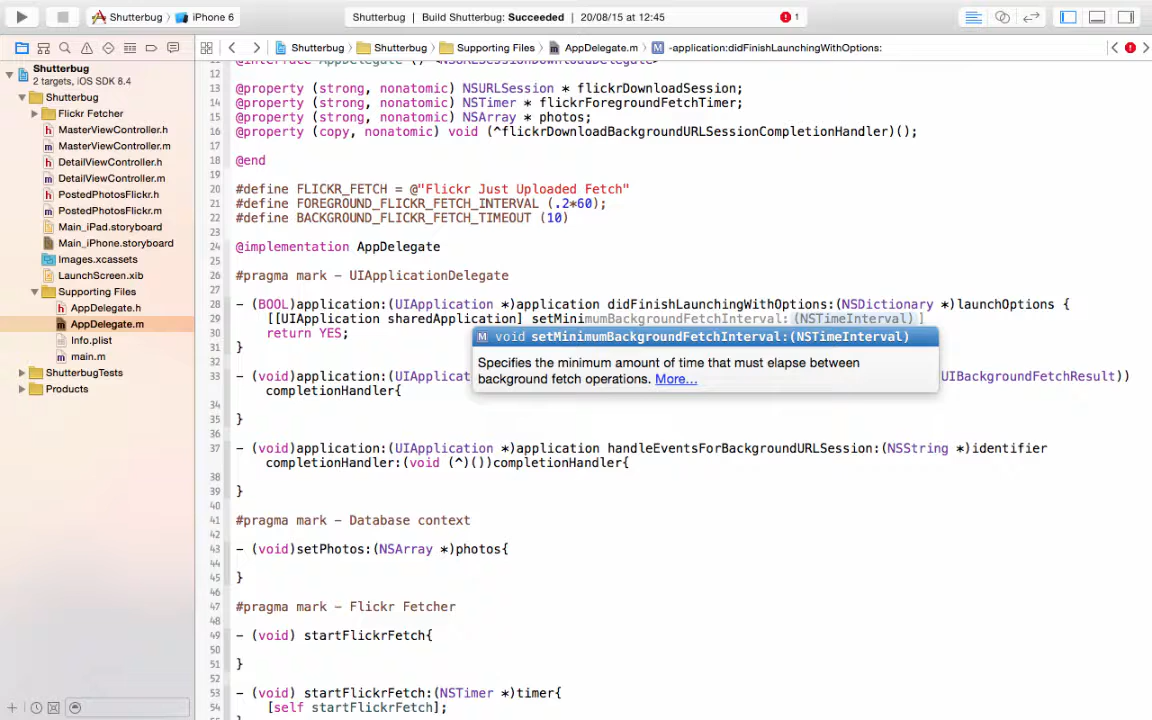 Shutterbug iPhone 6
Shutterbug | Build Shutterbug: Succeeded | 20/08/15 at 12:45
1
Shutterbug Shutterbug Supporting Files AppDelegate.m M -application:didFinishLaunchingWithOptions:
Shutterbug
2 targets, iOS SDK 8.4
Shutterbug
Flickr Fetcher
h MasterViewController.h
m MasterViewController.m
h DetailViewController.h
m DetailViewController.m
h PostedPhotosFlickr.h
m PostedPhotosFlickr.m
Main_iPad.storyboard
Main_iPhone.storyboard
Images.xcassets
LaunchScreen.xib
Supporting Files
h AppDelegate.h
m AppDelegate.m
Info.plist
m main.m
ShutterbugTests
Products
@interface AppDelegate () <NSURLSessionDownloadDelegate>
13 @property (strong, nonatomic) NSURLSession * flickrDownloadSession;
14 @property (strong, nonatomic) NSTimer * flickrForegroundFetchTimer;
15 @property (strong, nonatomic) NSArray * photos;
16 @property (copy, nonatomic) void (^flickrDownloadBackgroundURLSessionCompletionHandler)();
17
18 @end
19
20 #define FLICKR_FETCH = @"Flickr Just Uploaded Fetch"
21 #define FOREGROUND_FLICKR_FETCH_INTERVAL (.2*60);
22 #define BACKGROUND_FLICKR_FETCH_TIMEOUT (10)
23
24 @implementation AppDelegate
25
26 #pragma mark - UIApplicationDelegate
27
28 - (BOOL)application:(UIApplication *)application didFinishLaunchingWithOptions:(NSDictionary *)launchOptions {
29 [[UIApplication sharedApplication] setMinimumBackgroundFetchInterval:(NSTimeInterval)]
30 return YES;
M void setMinimumBackgroundFetchInterval:(NSTimeInterval)
31 }
Specifies the minimum amount of time that must elapse between
background fetch operations. More...
32
33 - (void)application:(UIApplicat UIBackgroundFetchResult))
completionHandler{
34
35 }
36
37 - (void)application:(UIApplication *)application handleEventsForBackgroundURLSession:(NSString *)identifier
completionHandler:(void (^)())completionHandler{
38
39 }
40
41 #pragma mark - Database context
42
43 - (void)setPhotos:(NSArray *)photos{
44
45 }
46
47 #pragma mark - Flickr Fetcher
48
49 - (void) startFlickrFetch{
50
51 }
52
53 - (void) startFlickrFetch:(NSTimer *)timer{
54 [self startFlickrFetch];